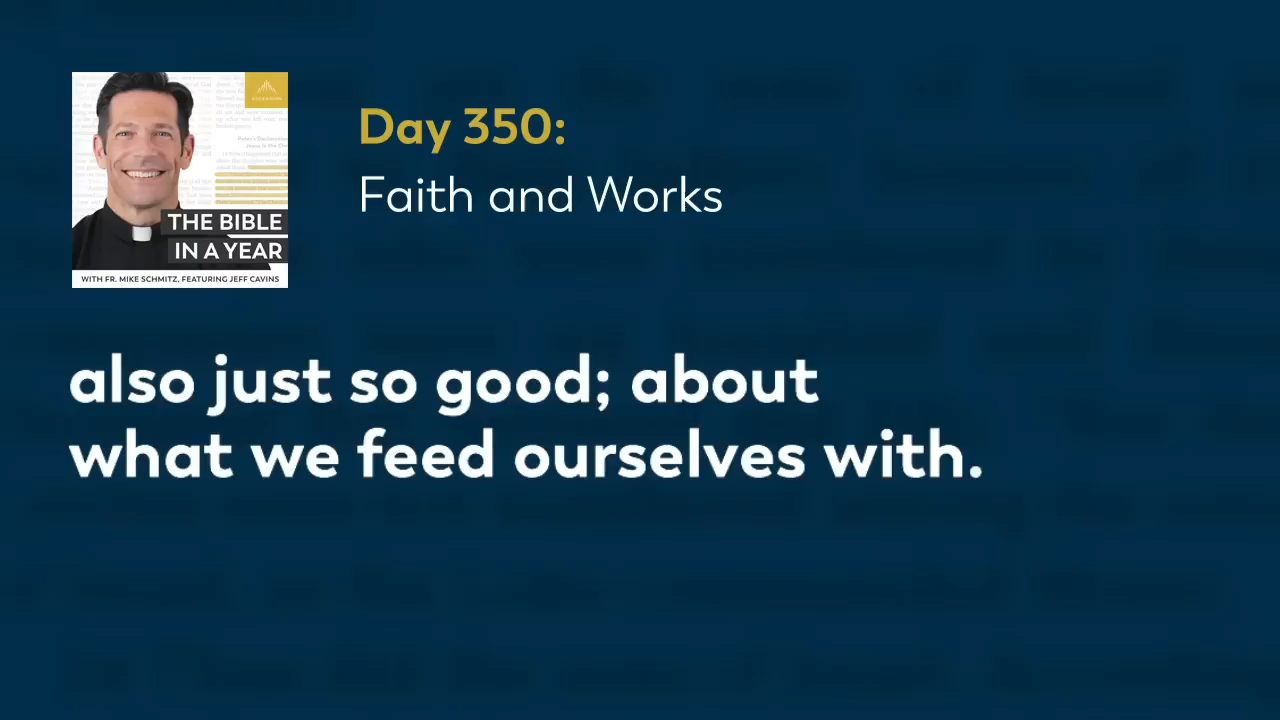 Day 350:
Faith and Works
THE BIBLE
IN A YEAR
WITH FR. MIKE SCHMITZ, FEATURING JEFF CAVINS
also just so good; about
what we feed ourselves with.